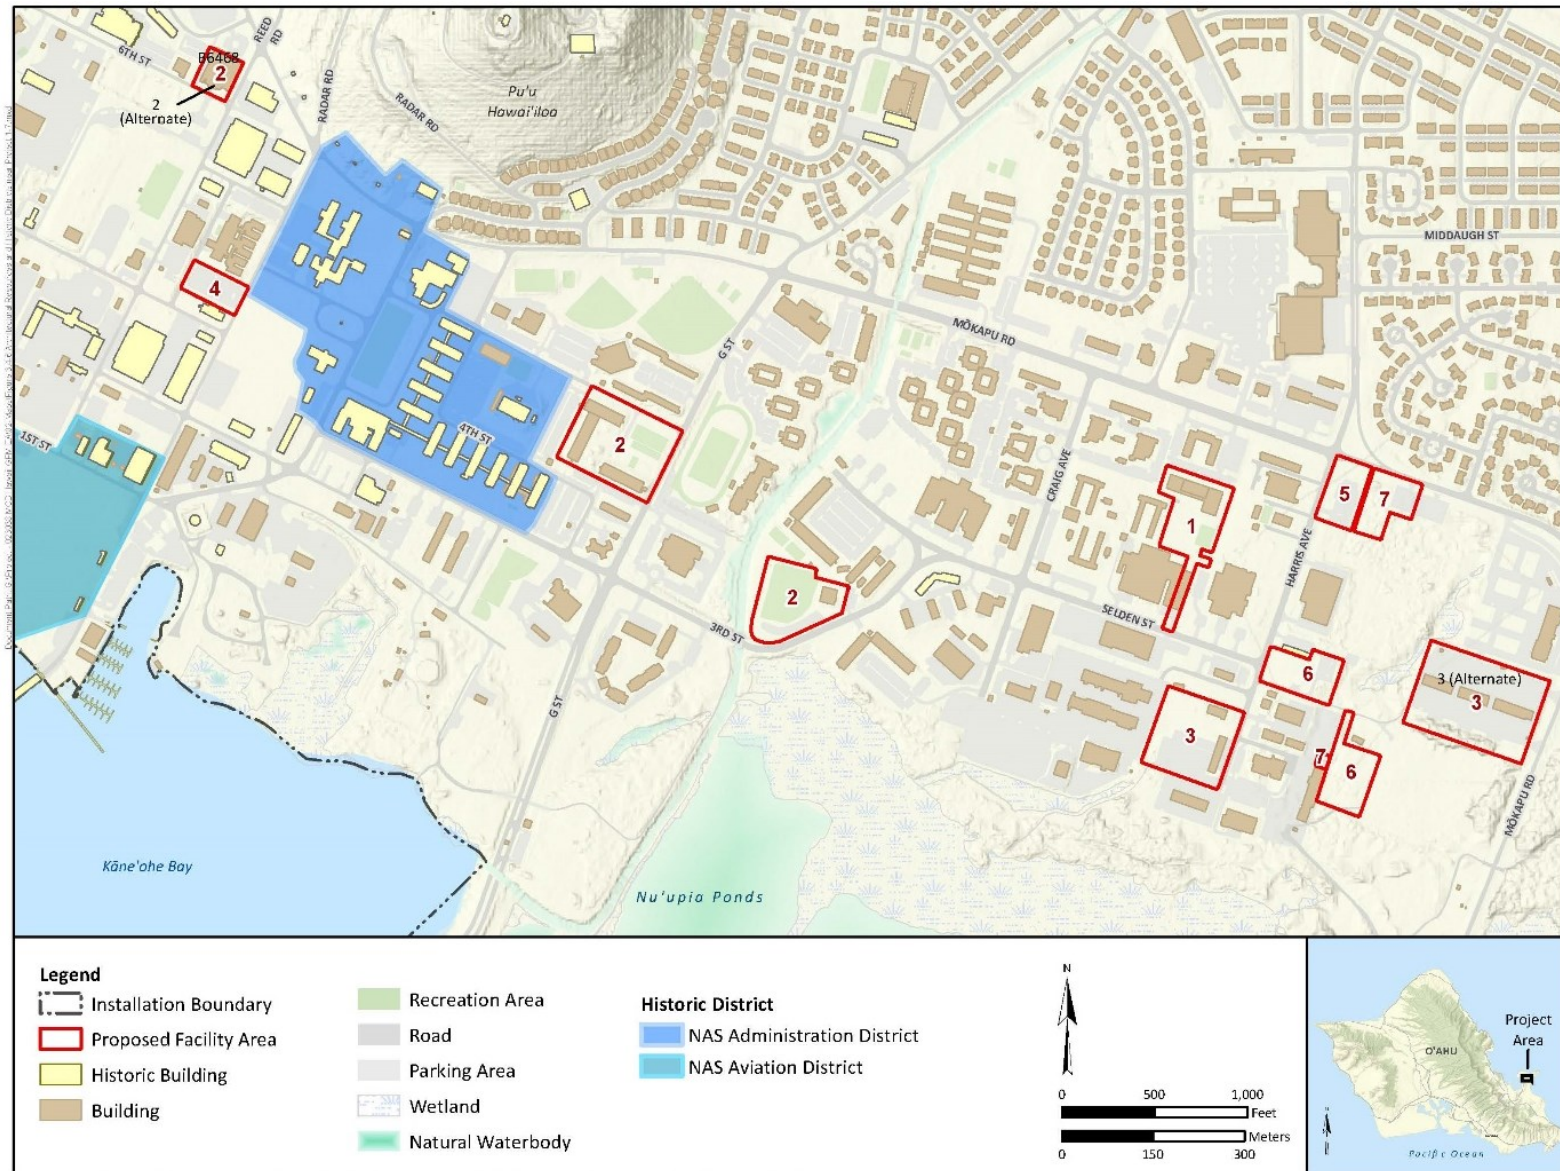 6TH ST
REED
RD
B6468
2
2
(Alternate)
RADAR RD
RADAR RD
Pu'u
Hawai'iloa
MIDDAUGH ST
4
MŌKAPU RD
G ST
1ST ST
4TH ST
2
CRAIG AVE
5
7
1
HARRIS AVE
2
3RD ST
SELDEN ST
6
3 (Alternate)
3
G ST
3
7
6
MŌKAPU RD
Kāne'ohe Bay
Nu'upia Ponds
Legend
Installation Boundary
Proposed Facility Area
Historic Building
Building
Recreation Area
Road
Parking Area
Wetland
Natural Waterbody
Historic District
NAS Administration District
NAS Aviation District
N
0 500 1,000
Feet
Meters
0 150 300
Project
Area
O'AHU
Pacific Ocean